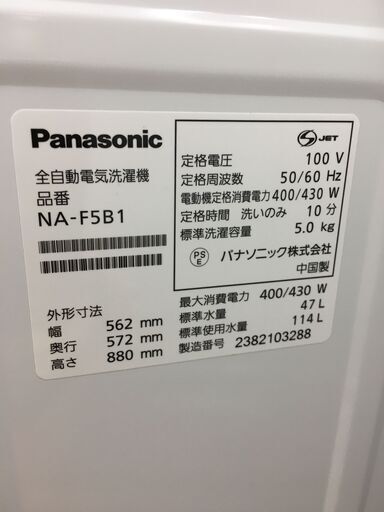 Panasonic
全自動電気洗濯機
品番
NA-F5B1
外形寸法
幅 562 mm
奥行 572 mm
高さ 880 mm
S JET
定格電圧 100 V
定格周波数 50/60 Hz
電動機定格消費電力 400/430 W
定格時間 洗いのみ 10 分
標準洗濯容量 5.0 kg
PS E パナソニック株式会社
中国製
最大消費電力 400/430 W
標準水量 47 L
標準使用水量 114 L
製造番号 2382103288